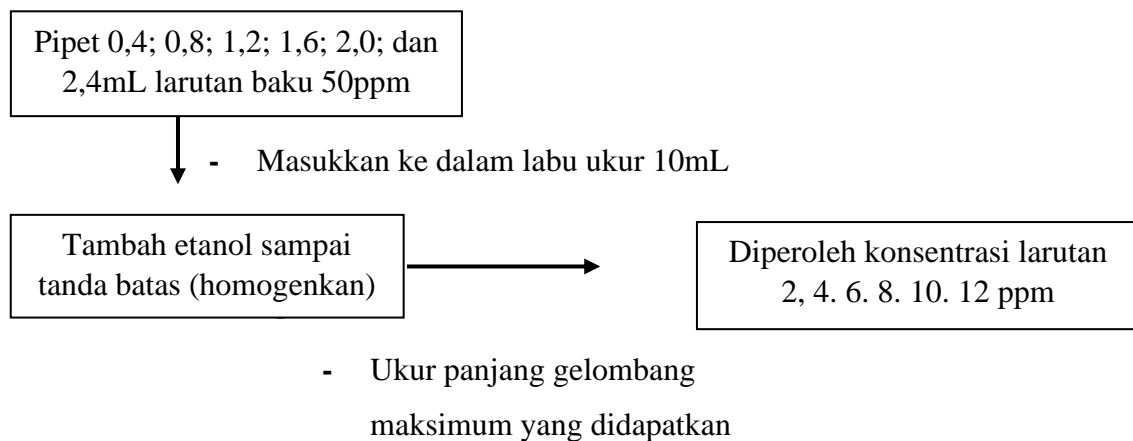 Pipet 0,4; 0,8; 1,2; 1,6; 2,0; dan
2,4mL larutan baku 50ppm
- Masukkan ke dalam labu ukur 10mL
Tambah etanol sampai
tanda batas (homogenkan)
Diperoleh konsentrasi larutan
2, 4. 6. 8. 10. 12 ppm
- Ukur panjang gelombang
maksimum yang didapatkan